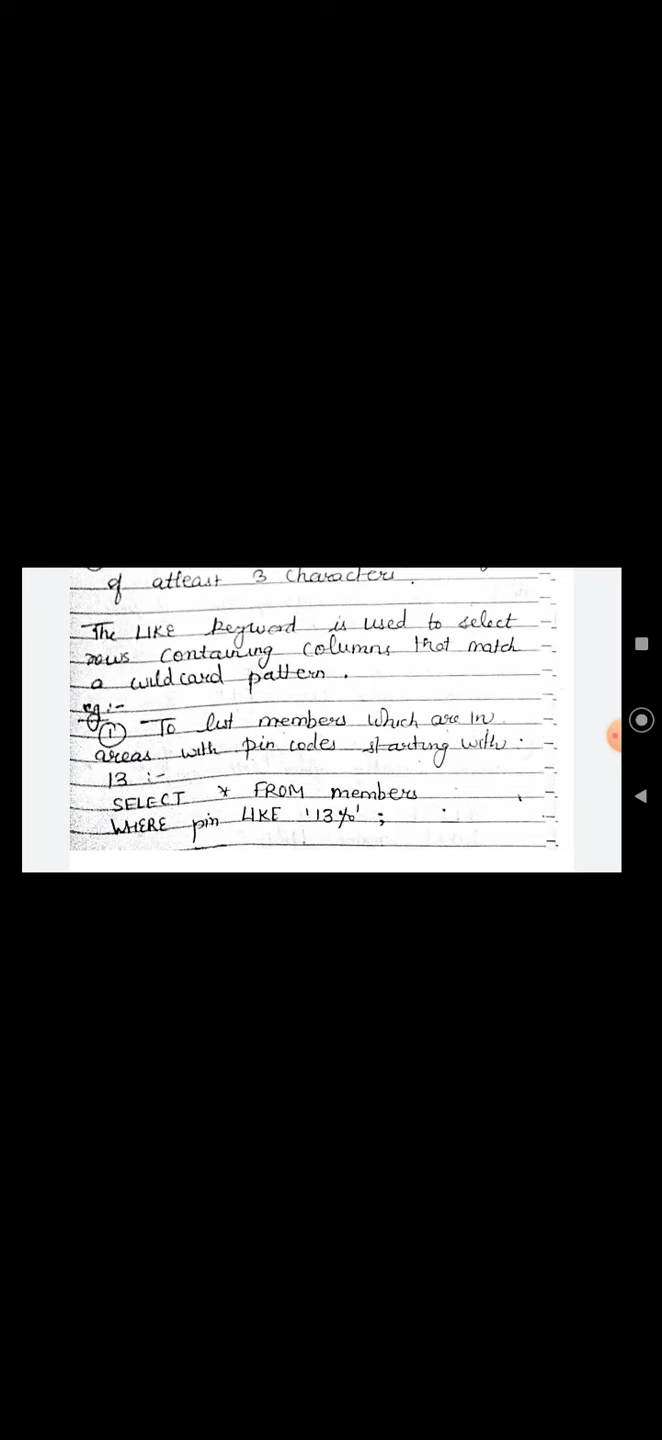 of atleast 3 characters.
The LIKE keyword is used to select
rows containing columns that match
a wildcard pattern.
eg :-
① To list members which are in
areas with pin codes starting with
13 :-
SELECT * FROM members
WHERE pin LIKE '13%' ;